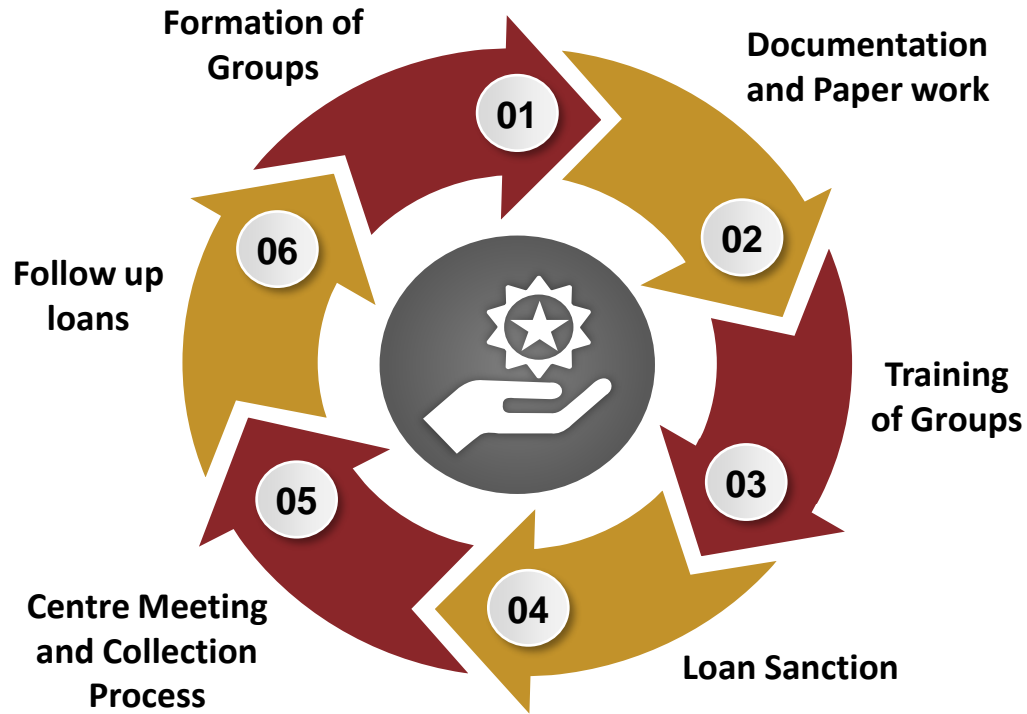 Formation of
Groups
01
Documentation
and Paper work
02
Training
of Groups
03
Loan Sanction
04
Centre Meeting
and Collection
Process
05
Follow up
loans
06